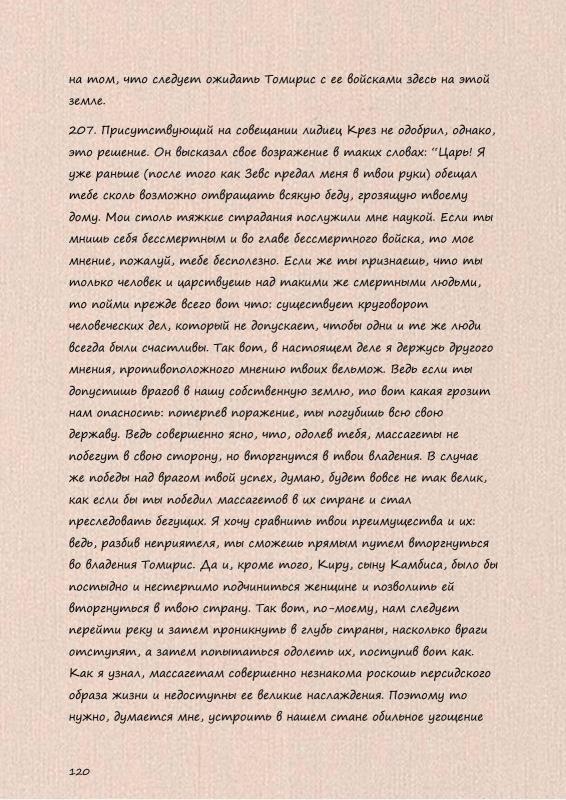 на том, что следует ожидать Томирис с ее войсками здесь на этой
земле.
207. Присутствующий на совещании лидиец Крез не одобрил, однако,
это решение. Он высказал свое возражение в таких словах: “Царь! Я
уже раньше (после того как Зевс предал меня в твои руки) обещал
тебе сколь возможно отвращать всякую беду, грозящую твоему
дому. Мои столь тяжкие страдания послужили мне наукой. Если ты
мнишь себя бессмертным и во главе бессмертного войска, то мое
мнение, пожалуй, тебе бесполезно. Если же ты признаешь, что ты
только человек и царствуешь над такими же смертными людьми,
то пойми прежде всего вот что: существует круговорот
человеческих дел, который не допускает, чтобы одни и те же люди
всегда были счастливы. Так вот, в настоящем деле я держусь другого
мнения, противоположного мнению твоих вельмож. Ведь если ты
допустишь врагов в нашу собственную землю, то вот какая грозит
нам опасность: потерпев поражение, ты погубишь всю свою
державу. Ведь совершенно ясно, что, одолев тебя, массагеты не
побегут в свою сторону, но вторгнутся в твои владения. В случае
же победы над врагом твой успех, думаю, будет вовсе не так велик,
как если бы ты победил массагетов в их стране и стал
преследовать бегущих. Я хочу сравнить твои преимущества и их:
ведь, разбив неприятеля, ты сможешь прямым путем вторгнуться
во владения Томирис. Да и, кроме того, Киру, сыну Камбиса, было бы
постыдно и нестерпимо подчиниться женщине и позволить ей
вторгнуться в твою страну. Так вот, по-моему, нам следует
перейти реку и затем проникнуть в глубь страны, насколько враги
отступят, а затем попытаться одолеть их, поступив вот как.
Как я узнал, массагетам совершенно незнакома роскошь персидского
образа жизни и недоступны ее великие наслаждения. Поэтому то
нужно, думается мне, устроить в нашем стане обильное угощение
120